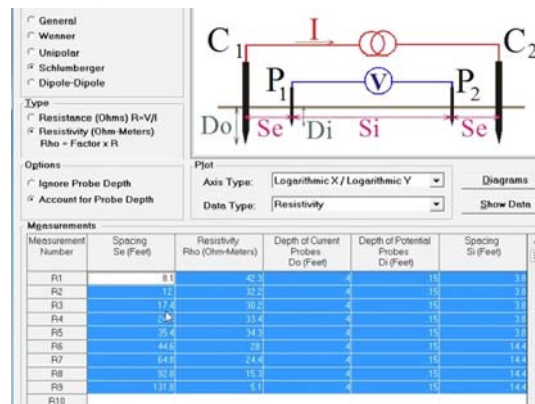 General
Wenner
Unipolar
Schlumberger
Dipole-Dipole
Type
Resistance (Ohms) R=V/I
Resistivity (Ohm-Meters)
Rho = Factor x R
Options
Ignore Probe Depth
Account for Probe Depth
C1 I C2
P1 V P2
Do Se Di Si Se
Plot
Axis Type: Logarithmic X / Logarithmic Y Diagrams
Data Type: Resistivity Show Data
Measurements
Measurement Number Spacing Se (Feet) Resistivity Rho (Ohm-Meters) Depth of Current Probes Do (Feet) Depth of Potential Probes Di (Feet) Spacing Si (Feet)
R1 8.1 42.3 .4 .15 3.8
R2 12 32.2 .4 .15 3.8
R3 17.4 30.2 .4 .15 3.8
R4 33.4 .4 .15 3.8
R5 35.4 34.3 .4 .15 3.8
R6 44.6 28. .4 .15 14.4
R7 64.8 24.4 .4 .15 14.4
R8 92.8 15.3 .4 .15 14.4
R9 131.8 5.1 .4 .15 14.4
R10